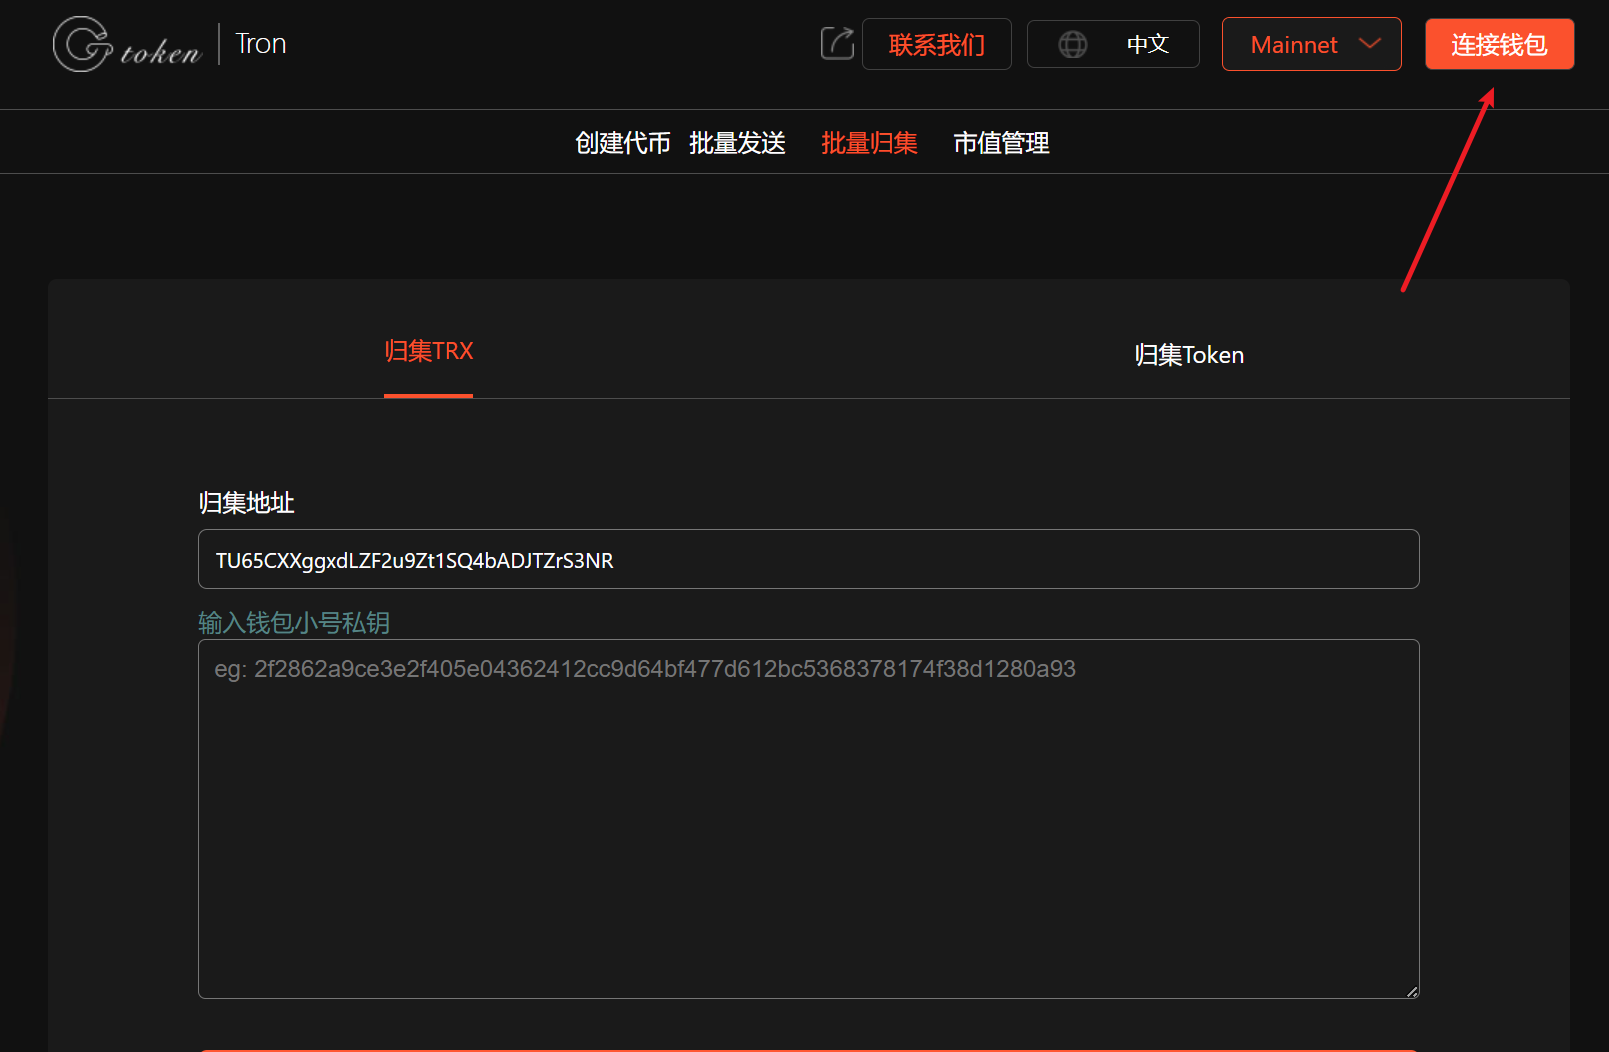 token Tron
联系我们
中文
Mainnet
连接钱包
创建代币 批量发送 批量归集 市值管理
归集TRX
归集Token
归集地址
TU65CXXggxdLZF2u9Zt1SQ4bADJTZrS3NR
输入钱包小号私钥
eg: 2f2862a9ce3e2f405e04362412cc9d64bf477d612bc5368378174f38d1280a93